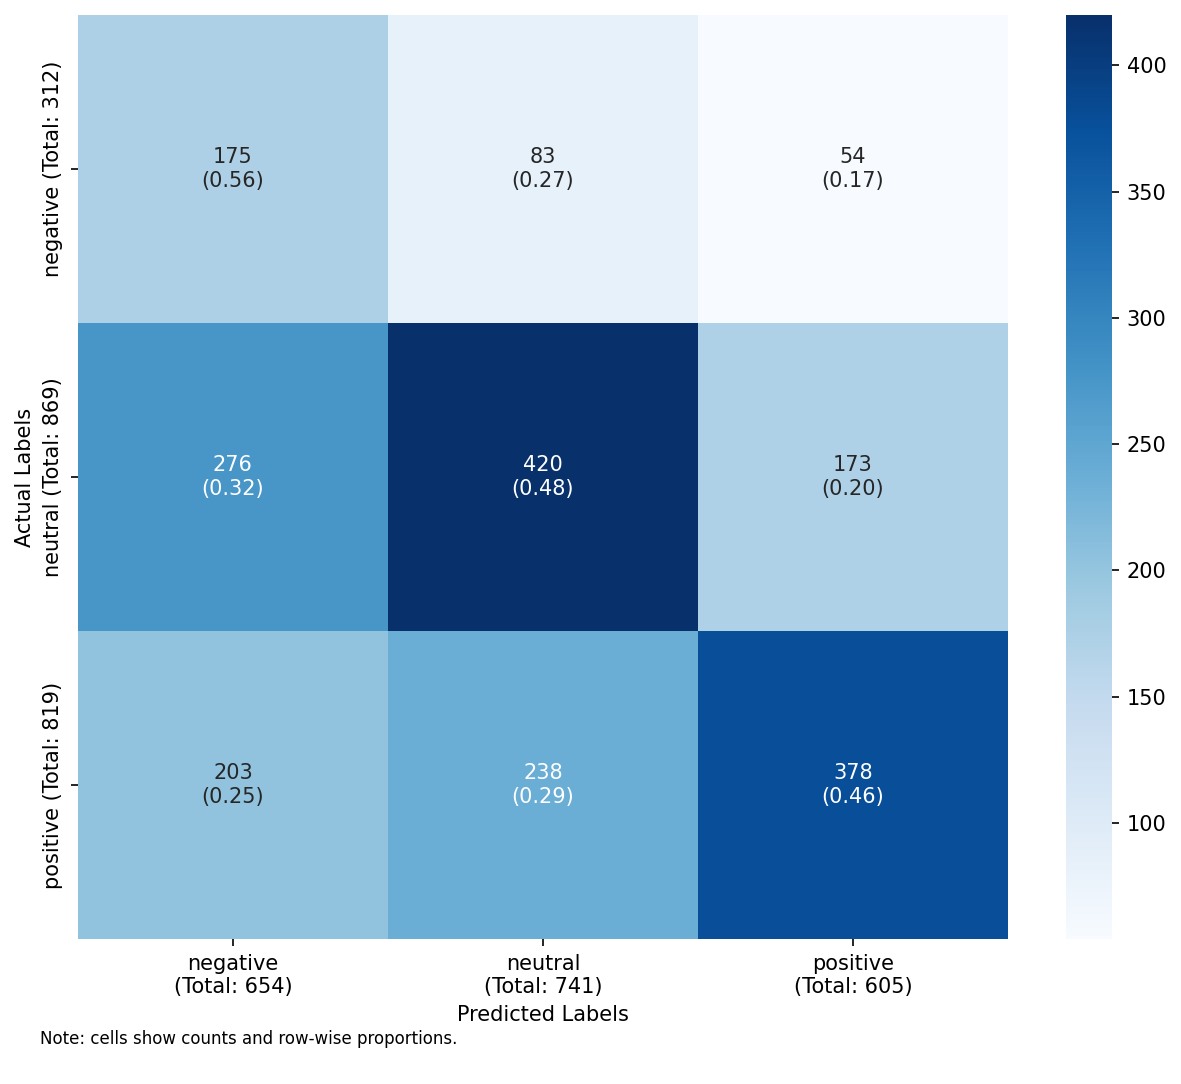 Actual Labels
negative (Total: 312)
neutral (Total: 869)
positive (Total: 819)
175
(0.56)
83
(0.27)
54
(0.17)
276
(0.32)
420
(0.48)
173
(0.20)
203
(0.25)
238
(0.29)
378
(0.46)
negative
(Total: 654)
neutral
(Total: 741)
positive
(Total: 605)
Predicted Labels
400
350
300
250
200
150
100
Note: cells show counts and row-wise proportions.